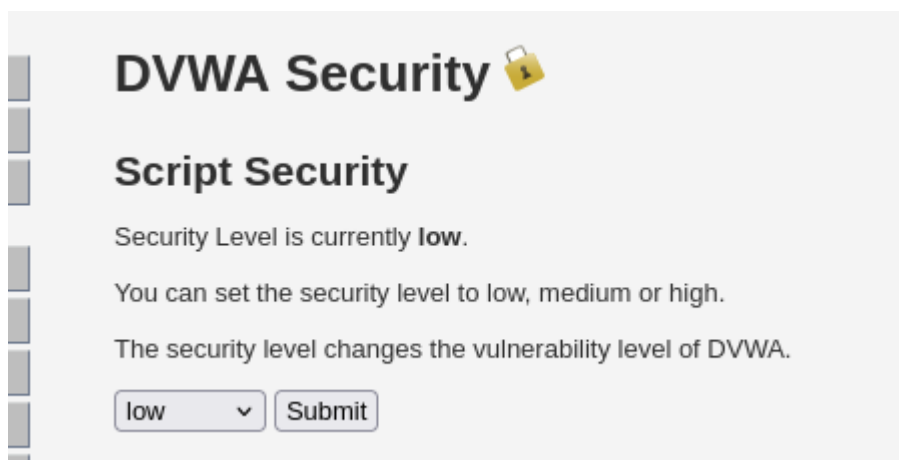 DVWA Security
Script Security
Security Level is currently low.
You can set the security level to low, medium or high.
The security level changes the vulnerability level of DVWA.
low Submit